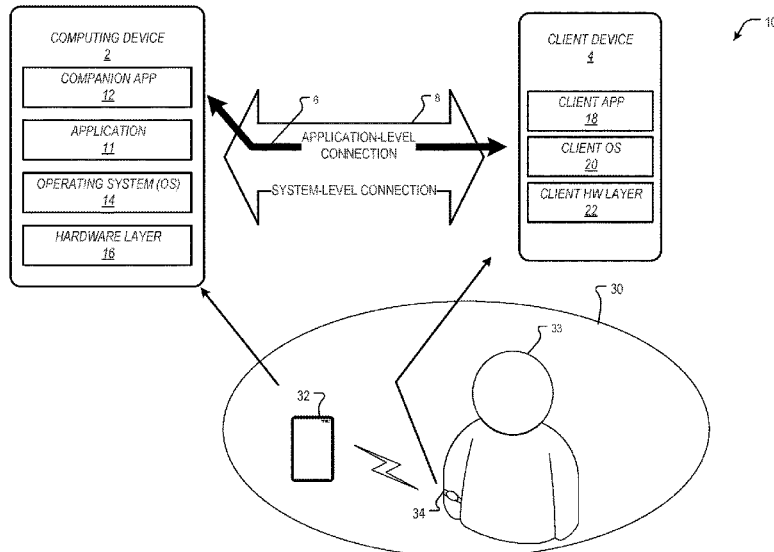 COMPUTING DEVICE
2
COMPANION APP
12
APPLICATION
11
OPERATING SYSTEM (OS)
14
HARDWARE LAYER
16
6
8
APPLICATION-LEVEL
CONNECTION
SYSTEM-LEVEL CONNECTION
CLIENT DEVICE
4
CLIENT APP
18
CLIENT OS
20
CLIENT HW LAYER
22
10
30
33
32
34